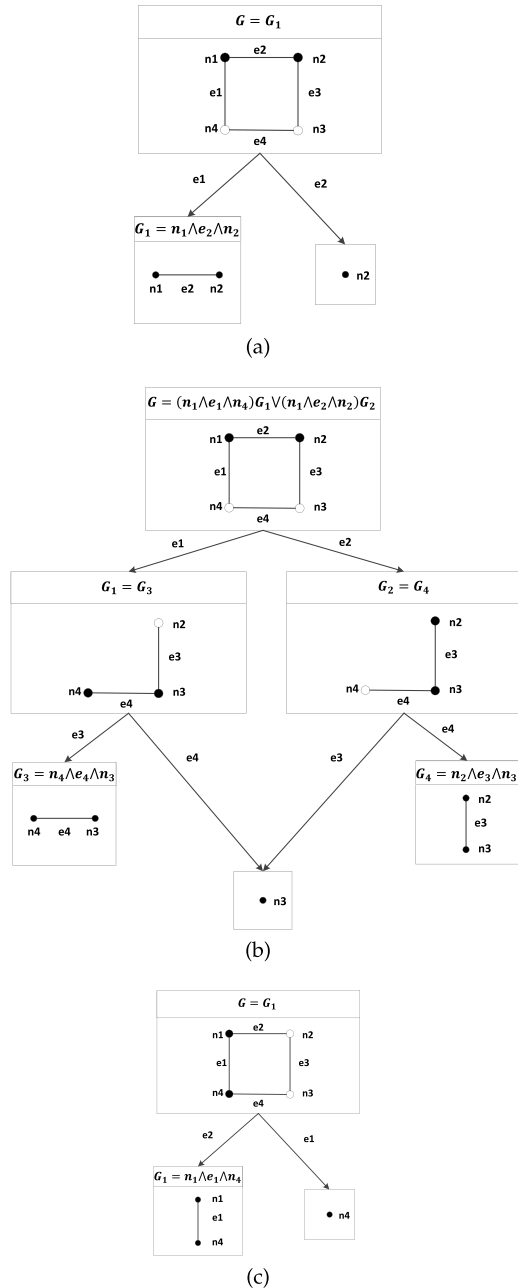 G = G₁
e2
n1 n2
e1 e3
n4 n3
e4
e1 e2
G₁ = n₁⋀e₂⋀n₂
n2
n1 e2 n2
(a)
G = (n₁⋀e₁⋀n₄)G₁⋁(n₁⋀e₂⋀n₂)G₂
e2
n1 n2
e1 e3
n4 n3
e4
e1 e2
G₁ = G₃ G₂ = G₄
n2 n2
e3 e3
n4 n3 n4 n3
e4 e4
e3 e4 e3 e4
G₃ = n₄⋀e₄⋀n₃ G₄ = n₂⋀e₃⋀n₃
n2
e3
n4 e4 n3 n3
n3
(b)
G = G₁
e2
n1 n2
e1 e3
n4 n3
e4
e2 e1
G₁ = n₁⋀e₁⋀n₄
n1
e1 n4
n4
(c)